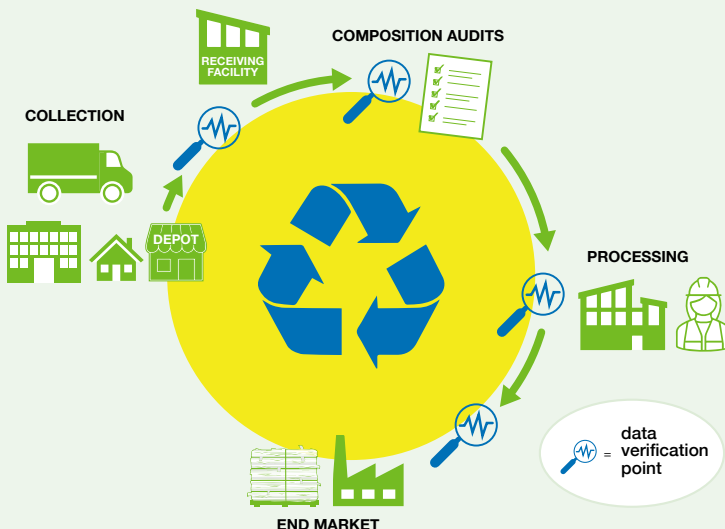 COMPOSITION AUDITS
RECEIVING
FACILITY
COLLECTION
DEPOT
PROCESSING
END MARKET
= data
verification
point